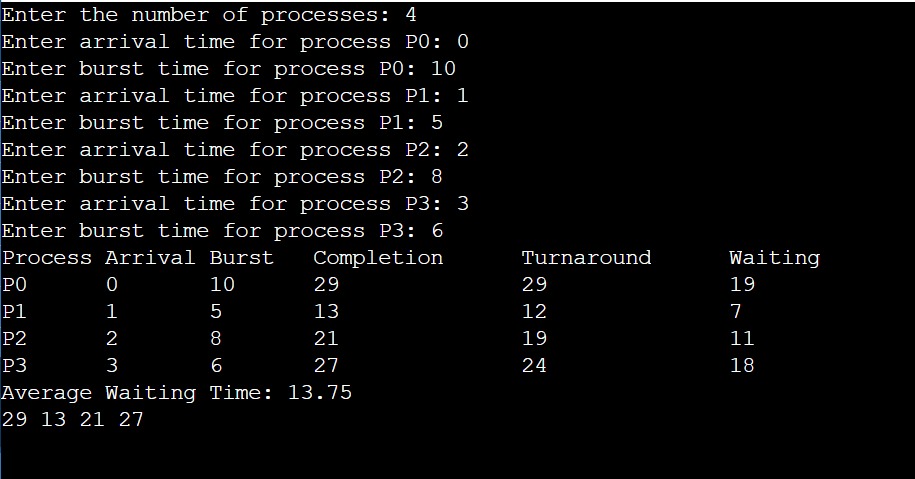 Enter the number of processes: 4
Enter arrival time for process P0: 0
Enter burst time for process P0: 10
Enter arrival time for process P1: 1
Enter burst time for process P1: 5
Enter arrival time for process P2: 2
Enter burst time for process P2: 8
Enter arrival time for process P3: 3
Enter burst time for process P3: 6
Process Arrival Burst   Completion      Turnaround      Waiting
P0      0       10      29              29              19
P1      1       5       13              12              7
P2      2       8       21              19              11
P3      3       6       27              24              18
Average Waiting Time: 13.75
29 13 21 27